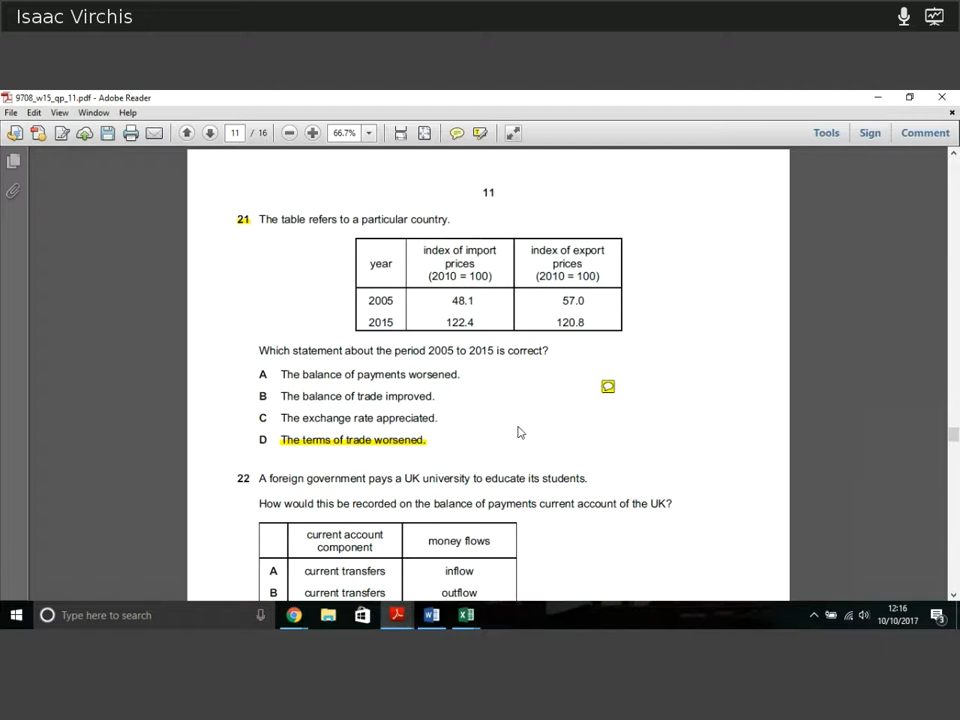 Isaac Virchis
9708_w15_qp_11.pdf - Adobe Reader
File Edit View Window Help
11 / 16 66.7% Tools Sign Comment
11
21 The table refers to a particular country.
year index of import prices (2010 = 100) index of export prices (2010 = 100)
2005 48.1 57.0
2015 122.4 120.8
Which statement about the period 2005 to 2015 is correct?
A The balance of payments worsened.
B The balance of trade improved.
C The exchange rate appreciated.
D The terms of trade worsened.
22 A foreign government pays a UK university to educate its students.
How would this be recorded on the balance of payments current account of the UK?
current account component money flows
A current transfers inflow
B current transfers outflow
Type here to search
12:16
10/10/2017
3